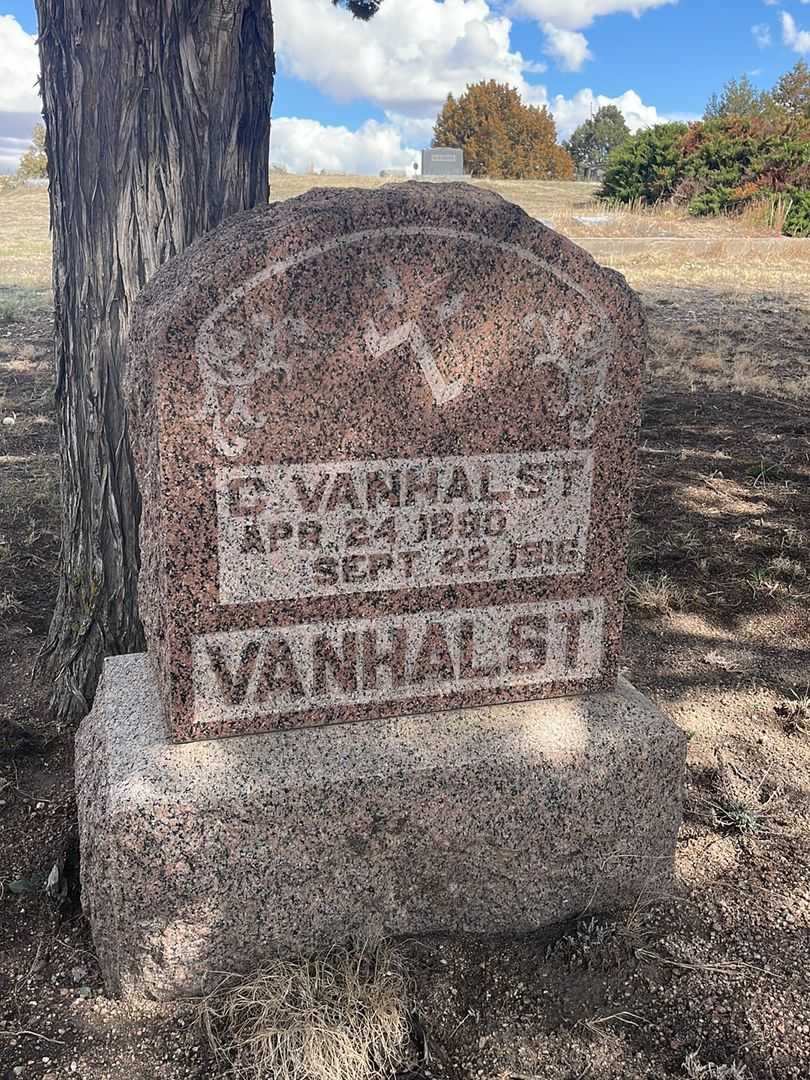 C VANHALST
APR. 24 1880
SEPT 22 1916
VANHALST